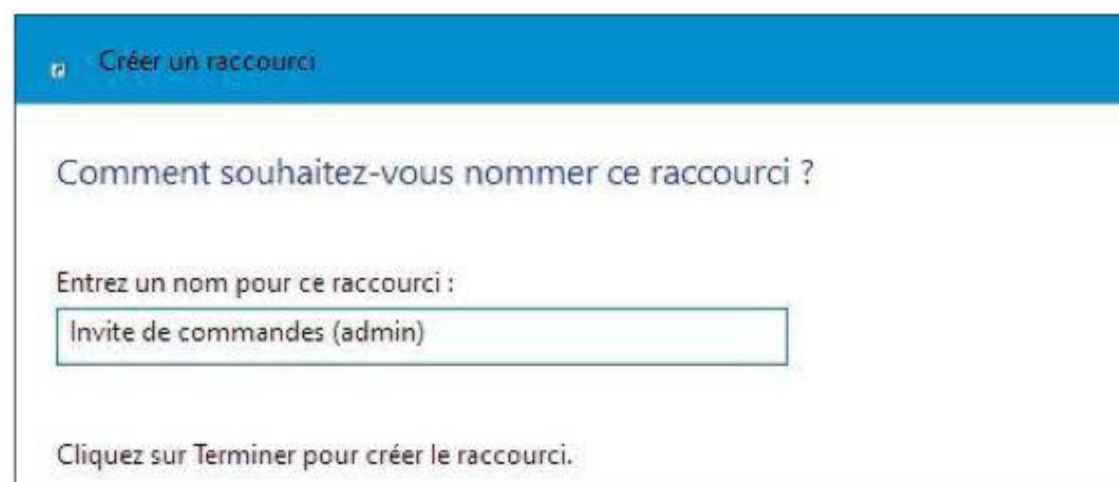 Créer un raccourci
Comment souhaitez-vous nommer ce raccourci ?
Entrez un nom pour ce raccourci :
Invite de commandes (admin)
Cliquez sur Terminer pour créer le raccourci.